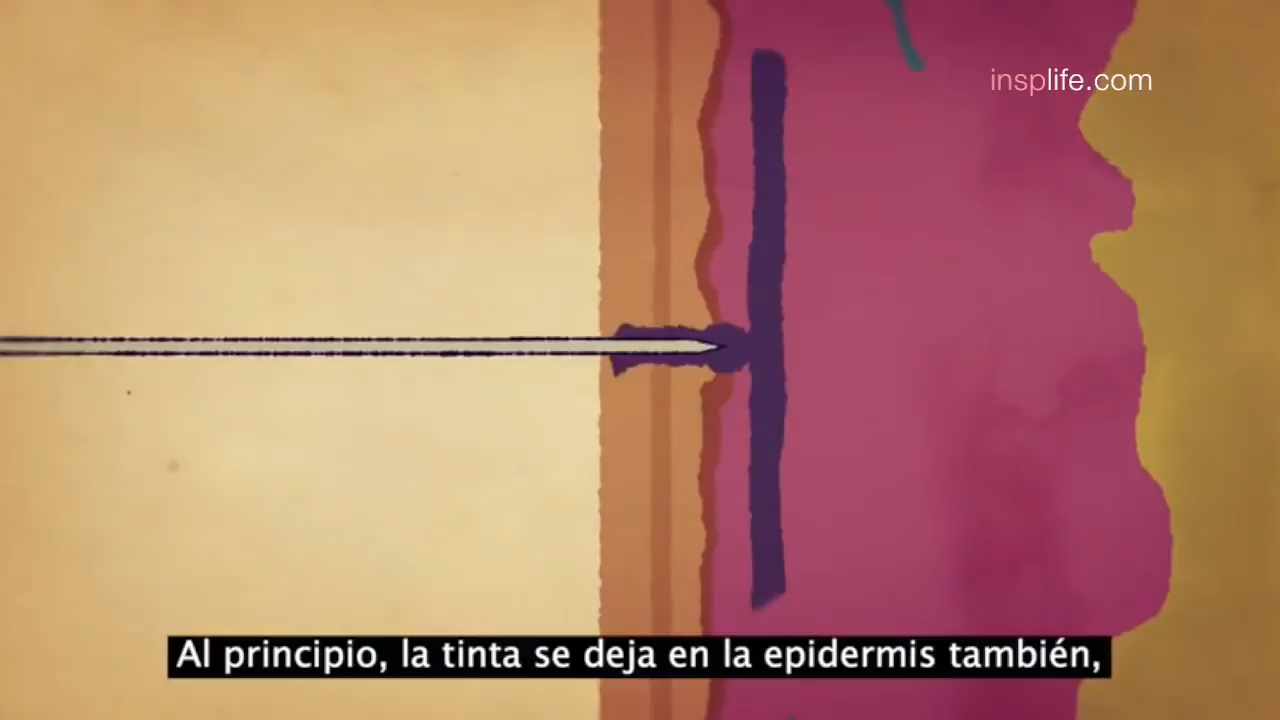 insplife.com
Al principio, la tinta se deja en la epidermis también,